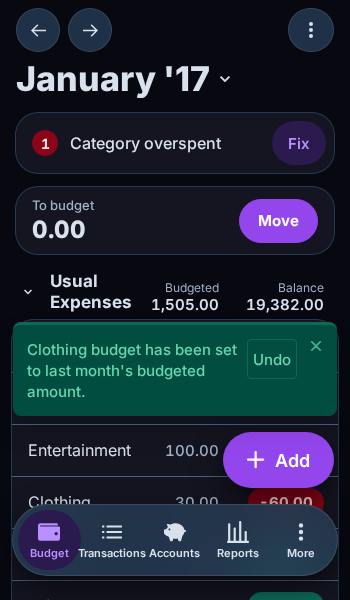 January '17
1 Category overspent Fix
To budget
0.00 Move
Usual Expenses Budgeted 1,505.00 Balance 19,382.00
Clothing budget has been set
to last month's budgeted
amount.
Undo
Entertainment 100.00
Add
Clothing 30.00 -60.00
Budget Transactions Accounts Reports More